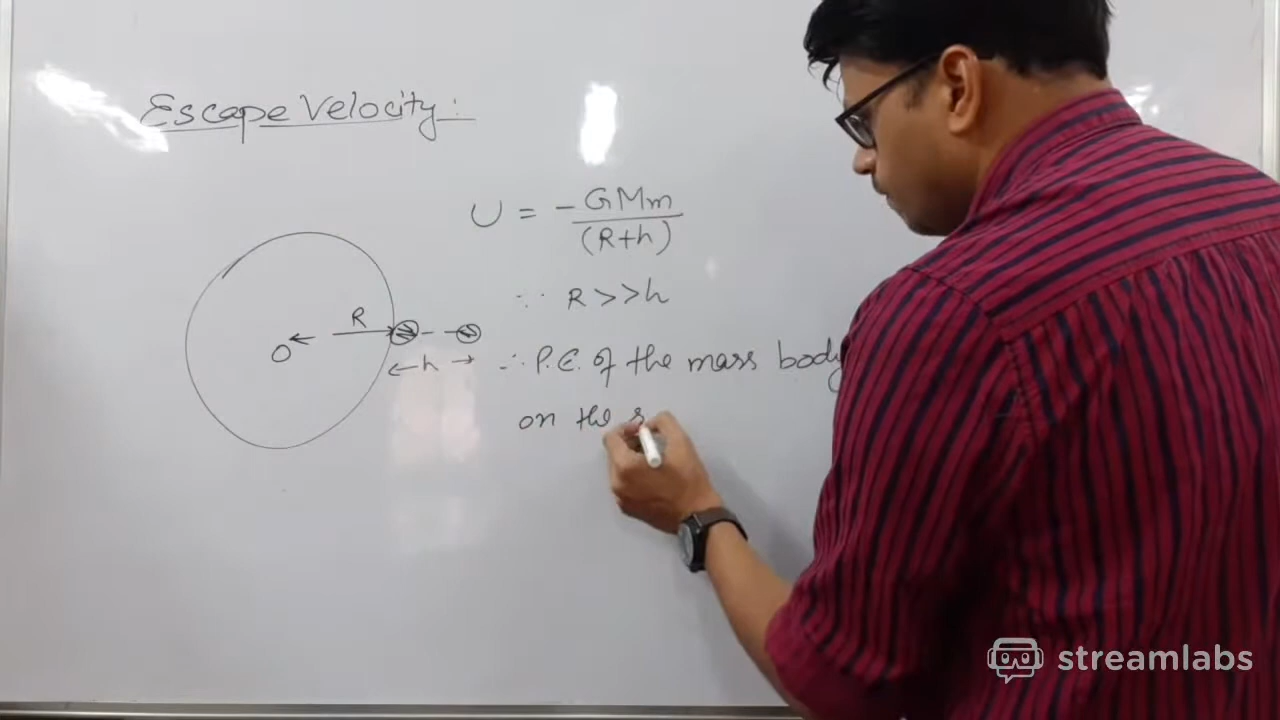 Escape Velocity:
U = -GMm/(R+h)
∵ R>>h
R
O
←h→
∴ P.E. of the mass body
on the s
streamlabs